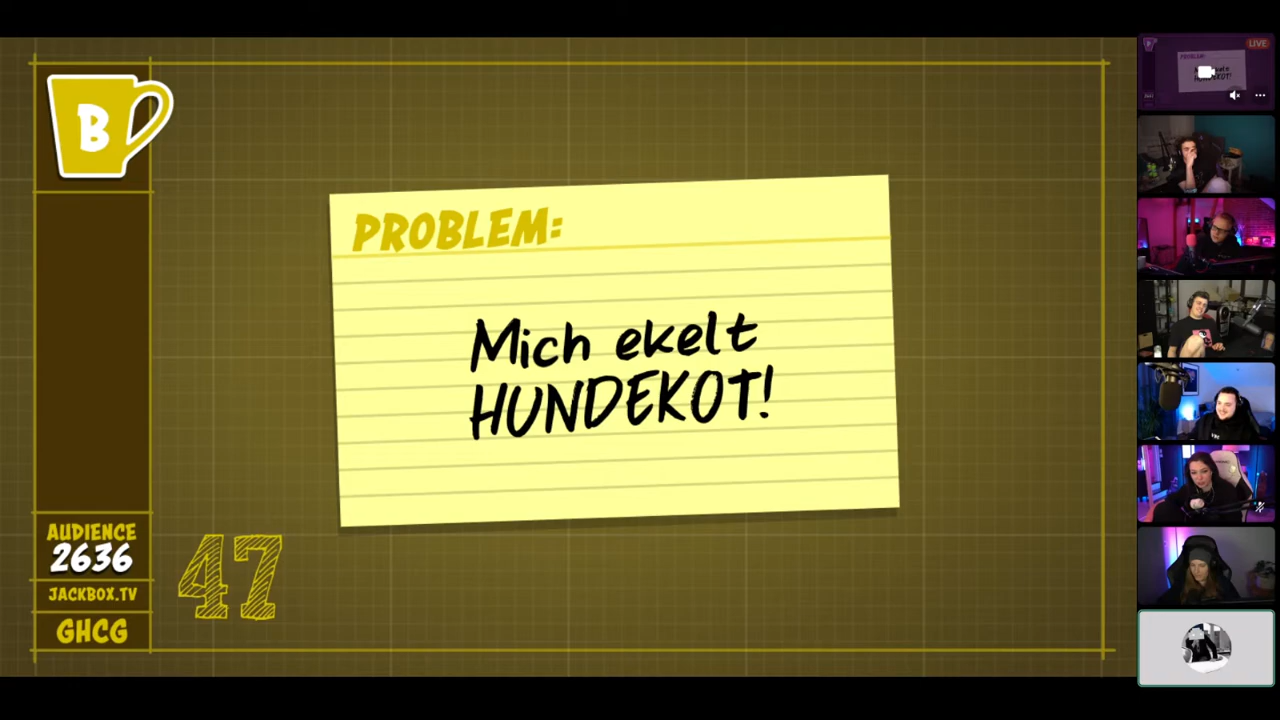 B
PROBLEM:
Mich ekelt
HUNDEKOT!
AUDIENCE
2636
JACKBOX.TV
GHCG
47
LIVE